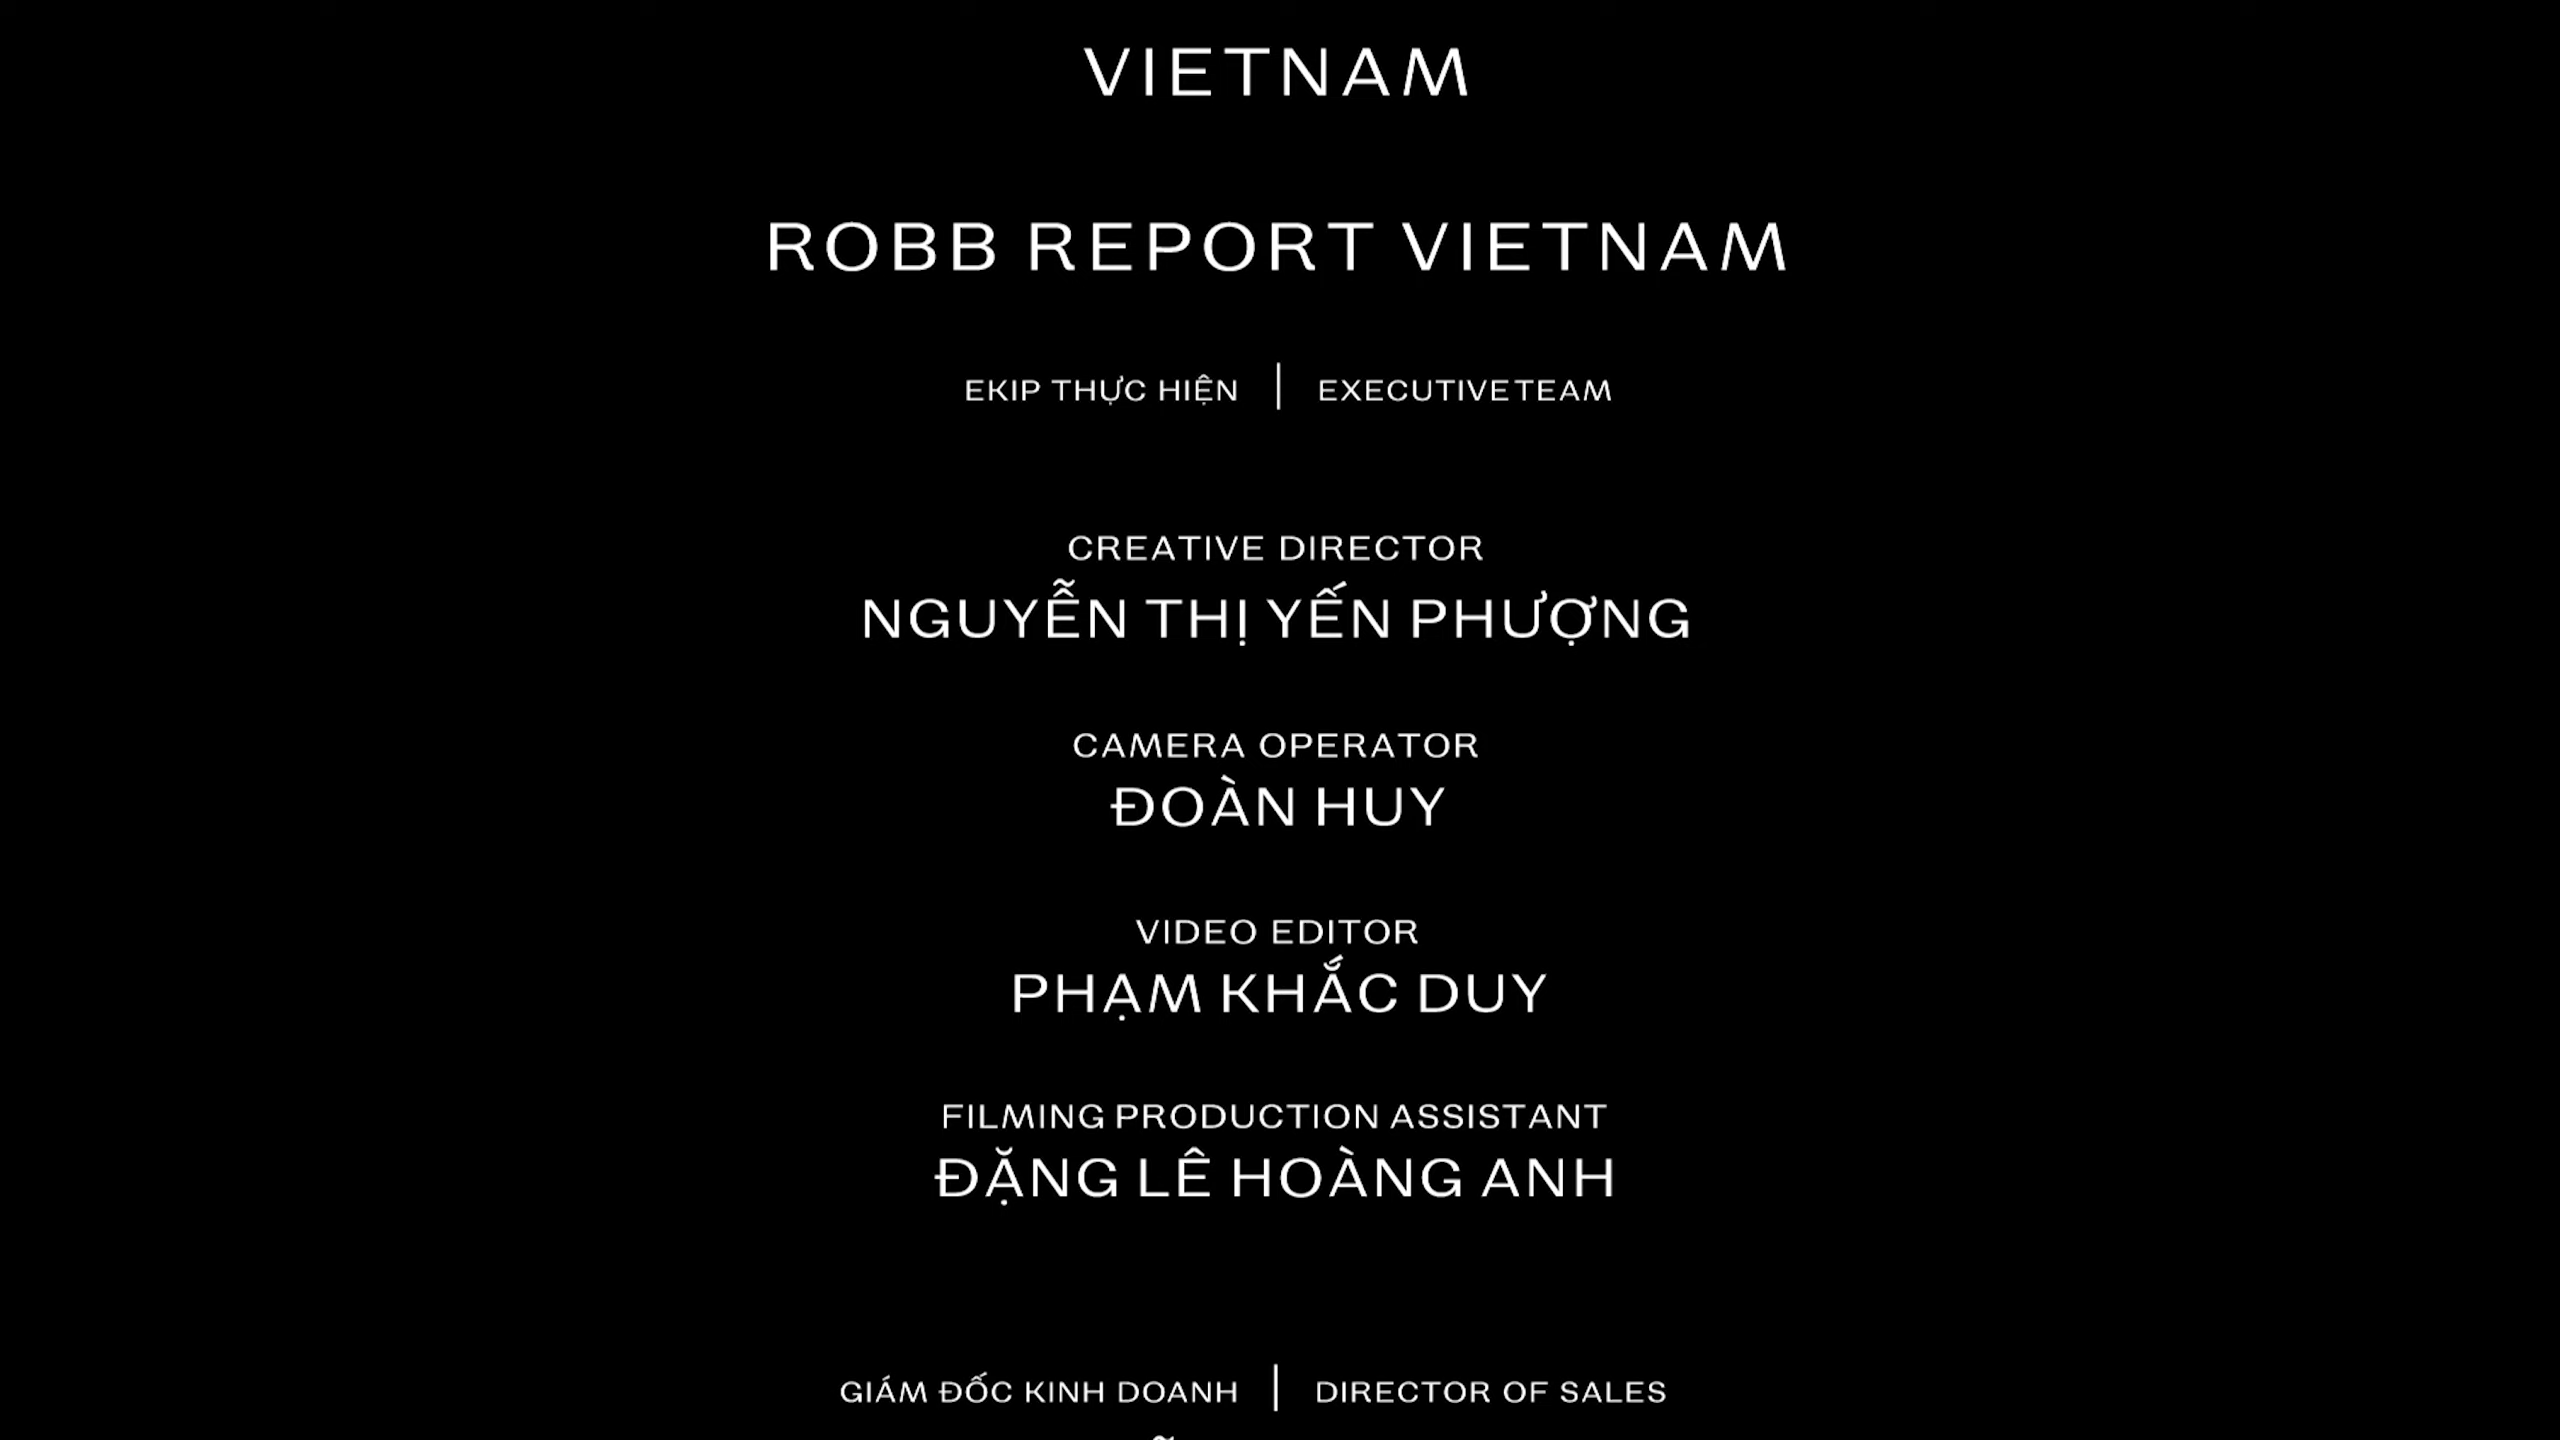 VIETNAM
ROBB REPORT VIETNAM
EKIP THỰC HIỆN | EXECUTIVETEAM
CREATIVE DIRECTOR
NGUYỄN THỊ YẾN PHƯỢNG
CAMERA OPERATOR
ĐOÀN HUY
VIDEO EDITOR
PHẠM KHẮC DUY
FILMING PRODUCTION ASSISTANT
ĐẶNG LÊ HOÀNG ANH
GIÁM ĐỐC KINH DOANH | DIRECTOR OF SALES